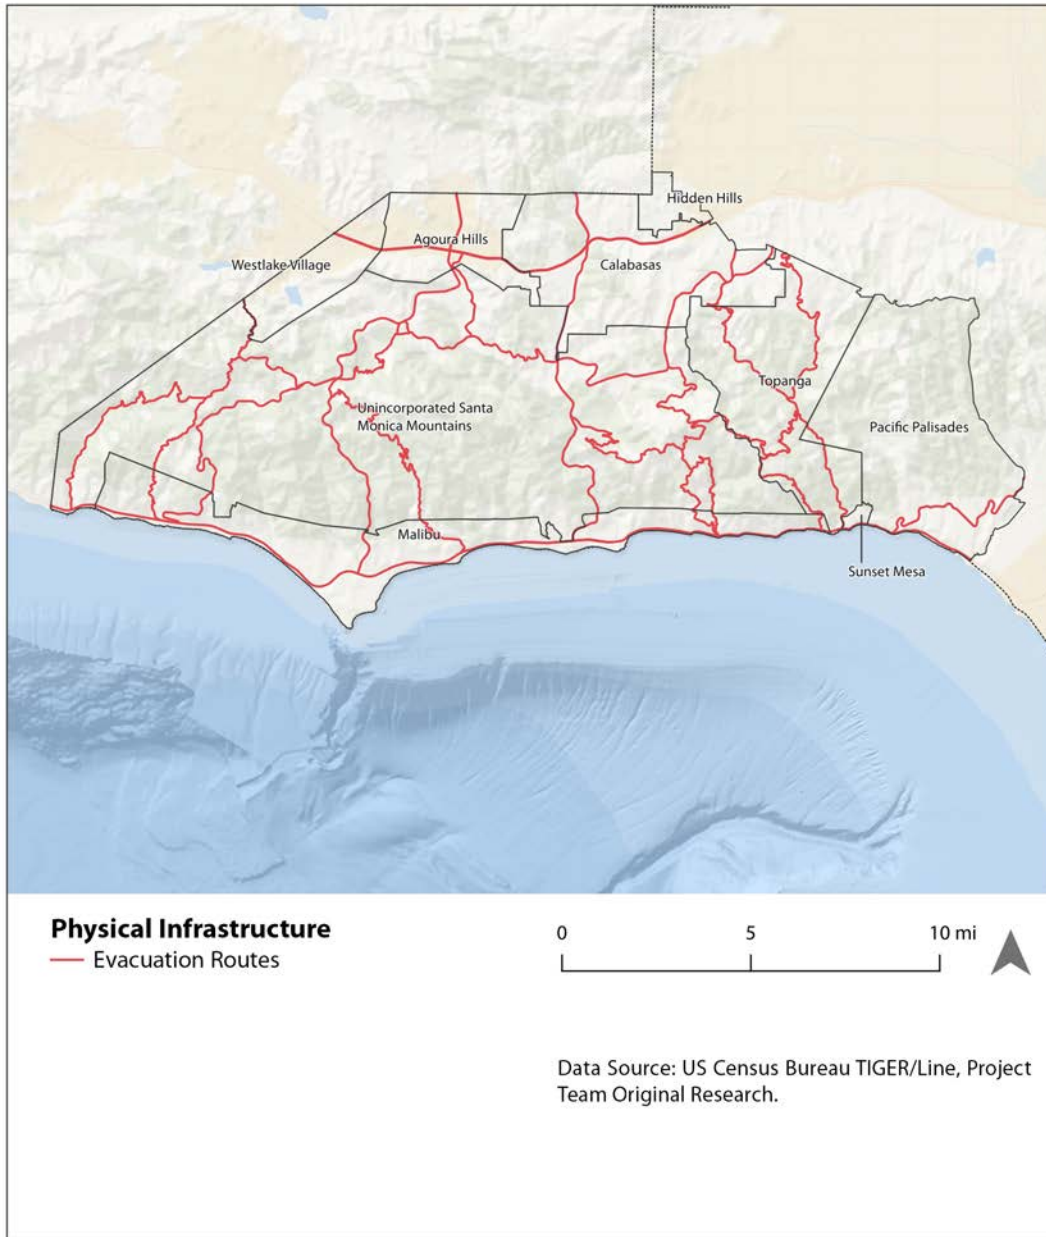 Hidden Hills
Agoura Hills
Westlake Village
Calabasas
Topanga
Unincorporated Santa
Monica Mountains
Pacific Palisades
Malibu
Sunset Mesa
Physical Infrastructure
Evacuation Routes
0 5 10 mi
Data Source: US Census Bureau TIGER/Line, Project
Team Original Research.